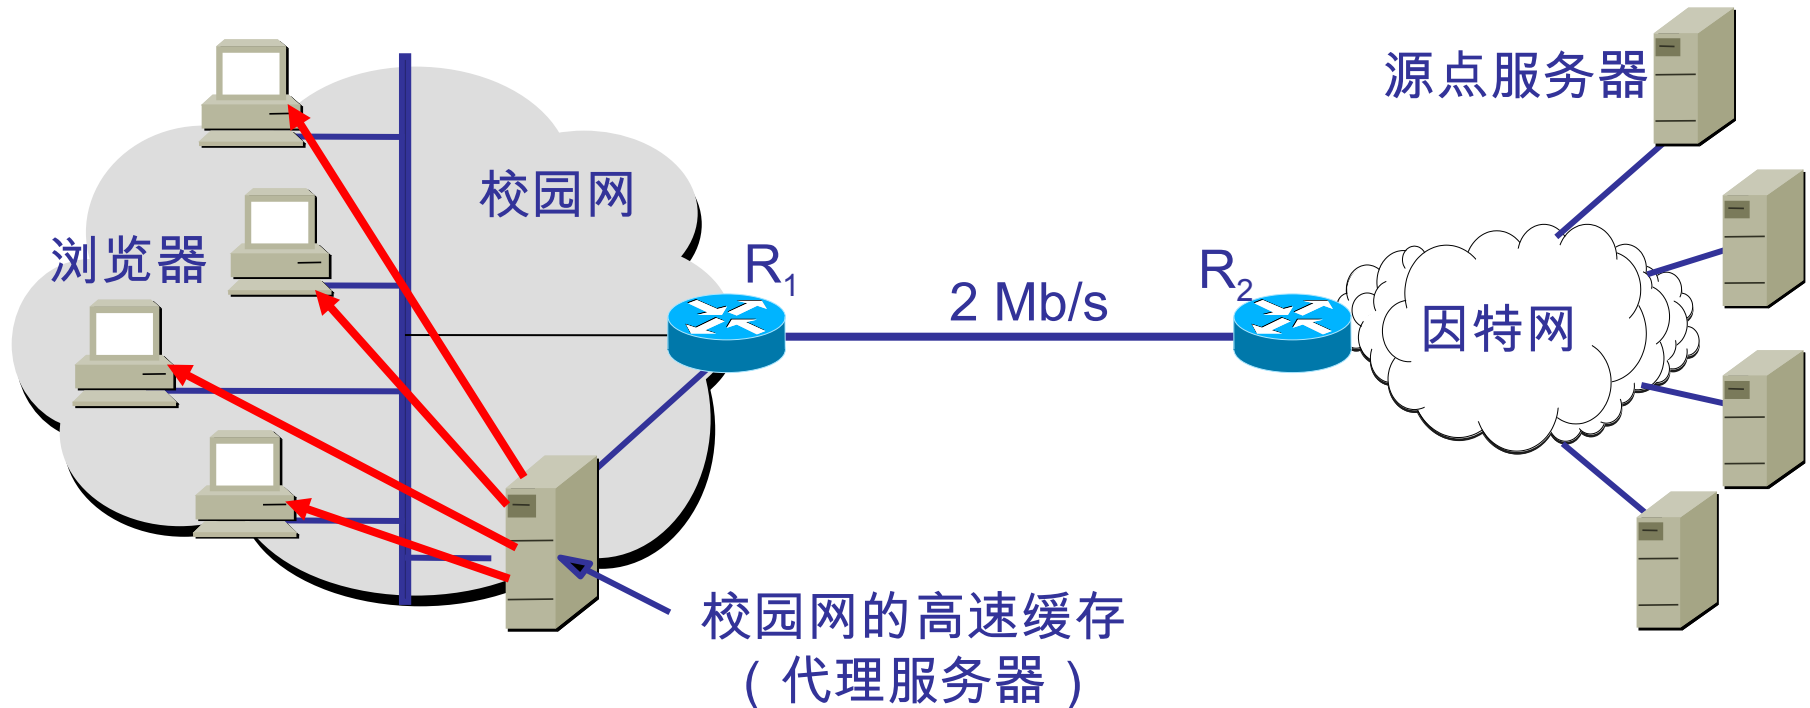 源点服务器
校园网
浏览器
R1
2 Mb/s
R2
因特网
校园网的高速缓存
（代理服务器）